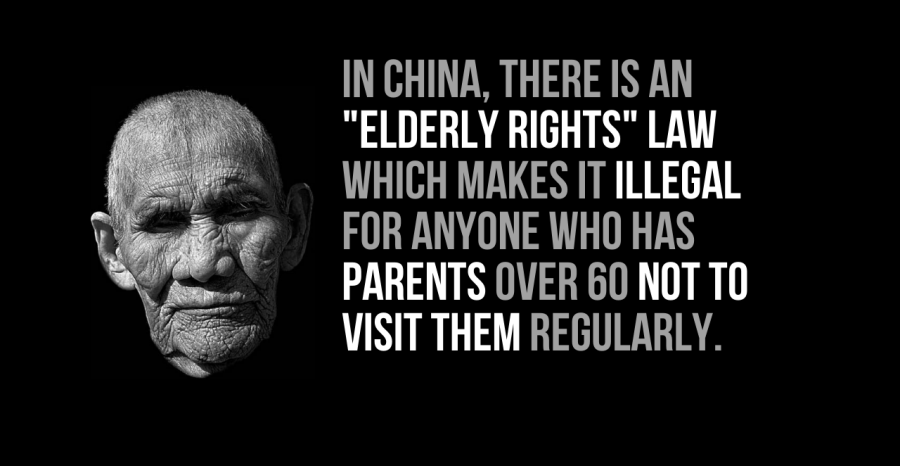 IN CHINA, THERE IS AN
"ELDERLY RIGHTS" LAW
WHICH MAKES IT ILLEGAL
FOR ANYONE WHO HAS
PARENTS OVER 60 NOT TO
VISIT THEM REGULARLY.